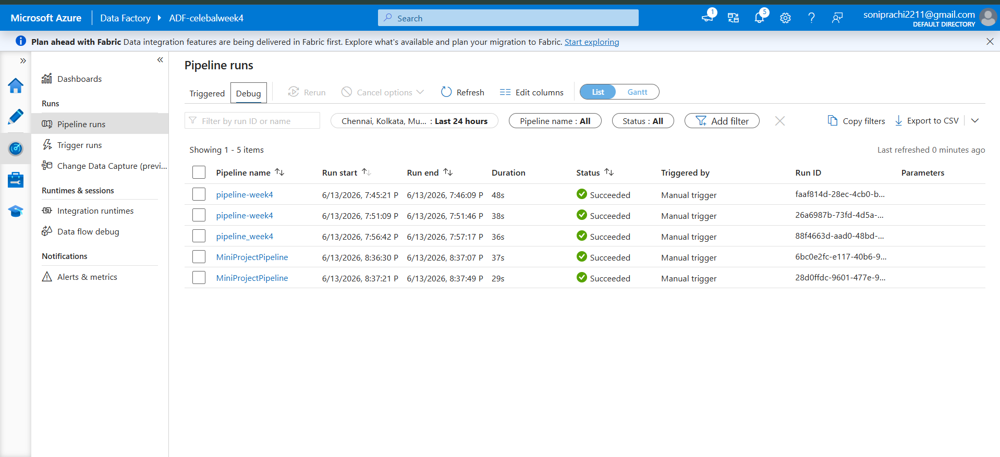 Microsoft Azure Data Factory ADF-celebalweek4 Search 1 5 soniprachi2211@gmail.com
DEFAULT DIRECTORY
Plan ahead with Fabric Data integration features are being delivered in Fabric first. Explore what's available and plan your migration to Fabric. Start exploring
Dashboards
Runs
Pipeline runs
Trigger runs
Change Data Capture (previ...
Runtimes & sessions
Integration runtimes
Data flow debug
Notifications
Alerts & metrics
Pipeline runs
Triggered Debug Rerun Cancel options Refresh Edit columns List Gantt
Filter by run ID or name Chennai, Kolkata, Mu... : Last 24 hours Pipeline name : All Status : All Add filter Copy filters Export to CSV
Showing 1 - 5 items Last refreshed 0 minutes ago
Pipeline name Run start Run end Duration Status Triggered by Run ID Parameters
pipeline-week4 6/13/2026, 7:45:21 P 6/13/2026, 7:46:09 P 48s Succeeded Manual trigger faaf814d-28ec-4cb0-b...
pipeline-week4 6/13/2026, 7:51:09 P 6/13/2026, 7:51:46 P 38s Succeeded Manual trigger 26a6987b-73fd-4d5a-...
pipeline_week4 6/13/2026, 7:56:42 P 6/13/2026, 7:57:17 P 36s Succeeded Manual trigger 88f4663d-aad0-48bd-...
MiniProjectPipeline 6/13/2026, 8:36:30 P 6/13/2026, 8:37:07 P 37s Succeeded Manual trigger 6bc0e2fc-e117-40b6-9...
MiniProjectPipeline 6/13/2026, 8:37:21 P 6/13/2026, 8:37:49 P 29s Succeeded Manual trigger 28d0ffdc-9601-477e-9...